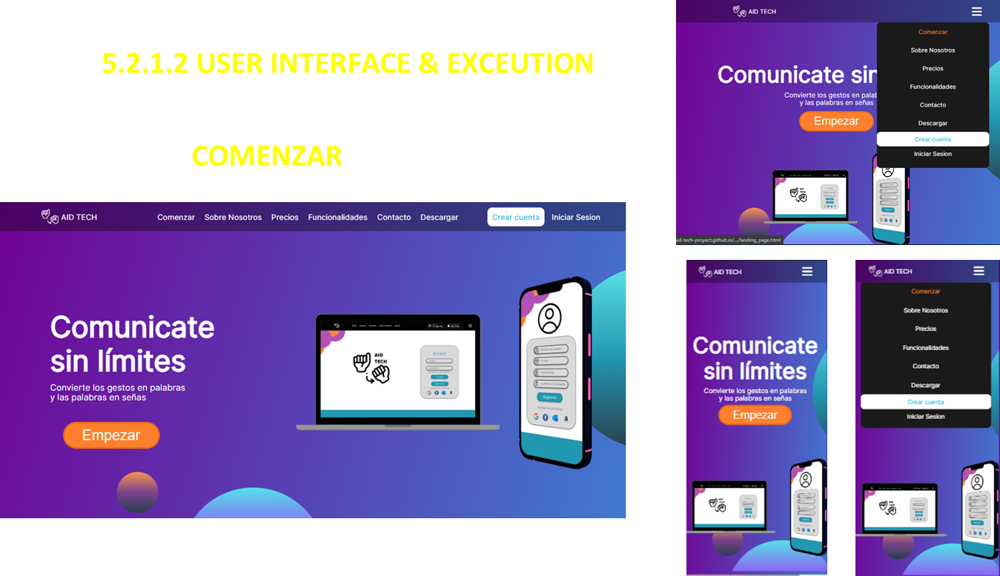 5.2.1.2 USER INTERFACE & EXCEUTION
COMENZAR
AID TECH
Comenzar Sobre Nosotros Precios Funcionalidades Contacto Descargar Crear cuenta Iniciar Sesion
Comunicate
sin límites
Convierte los gestos en palabras
y las palabras en señas
Empezar
AID
TECH
Acceso
Registrar
AID TECH
Comenzar
Sobre Nosotros
Precios
Funcionalidades
Contacto
Descargar
Crear cuenta
Iniciar Sesion
Comunicate sin
Convierte los gestos en palab
y las palabras en señas
Empezar
AID
TECH
aid-tech-proyect.github.io/.../landing_page.html
AID TECH
Comunicate
sin límites
Convierte los gestos en palabras
y las palabras en señas
Empezar
AID TECH
Comenzar
Sobre Nosotros
Precios
Funcionalidades
Contacto
Descargar
Crear cuenta
Iniciar Sesion